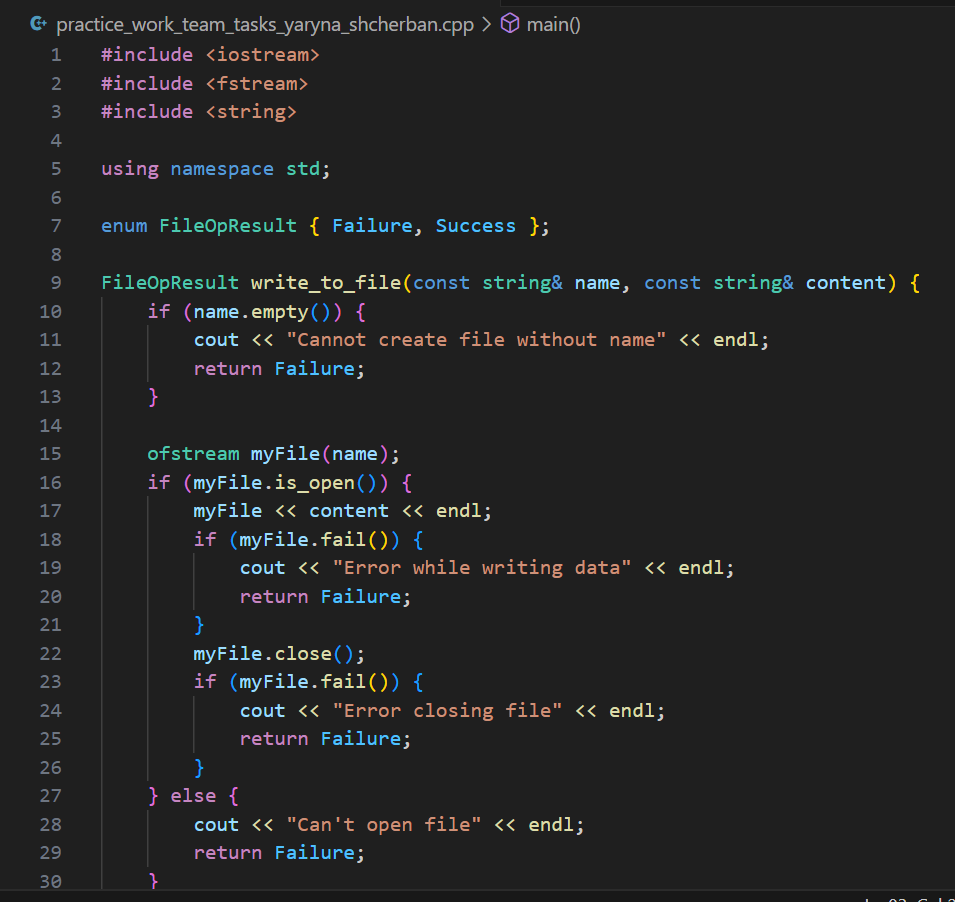 practice_work_team_tasks_yaryna_shcherban.cpp > main()
1 #include <iostream>
2 #include <fstream>
3 #include <string>
4
5 using namespace std;
6
7 enum FileOpResult { Failure, Success };
8
9 FileOpResult write_to_file(const string& name, const string& content) {
10 if (name.empty()) {
11 cout << "Cannot create file without name" << endl;
12 return Failure;
13 }
14
15 ofstream myFile(name);
16 if (myFile.is_open()) {
17 myFile << content << endl;
18 if (myFile.fail()) {
19 cout << "Error while writing data" << endl;
20 return Failure;
21 }
22 myFile.close();
23 if (myFile.fail()) {
24 cout << "Error closing file" << endl;
25 return Failure;
26 }
27 } else {
28 cout << "Can't open file" << endl;
29 return Failure;
30 }